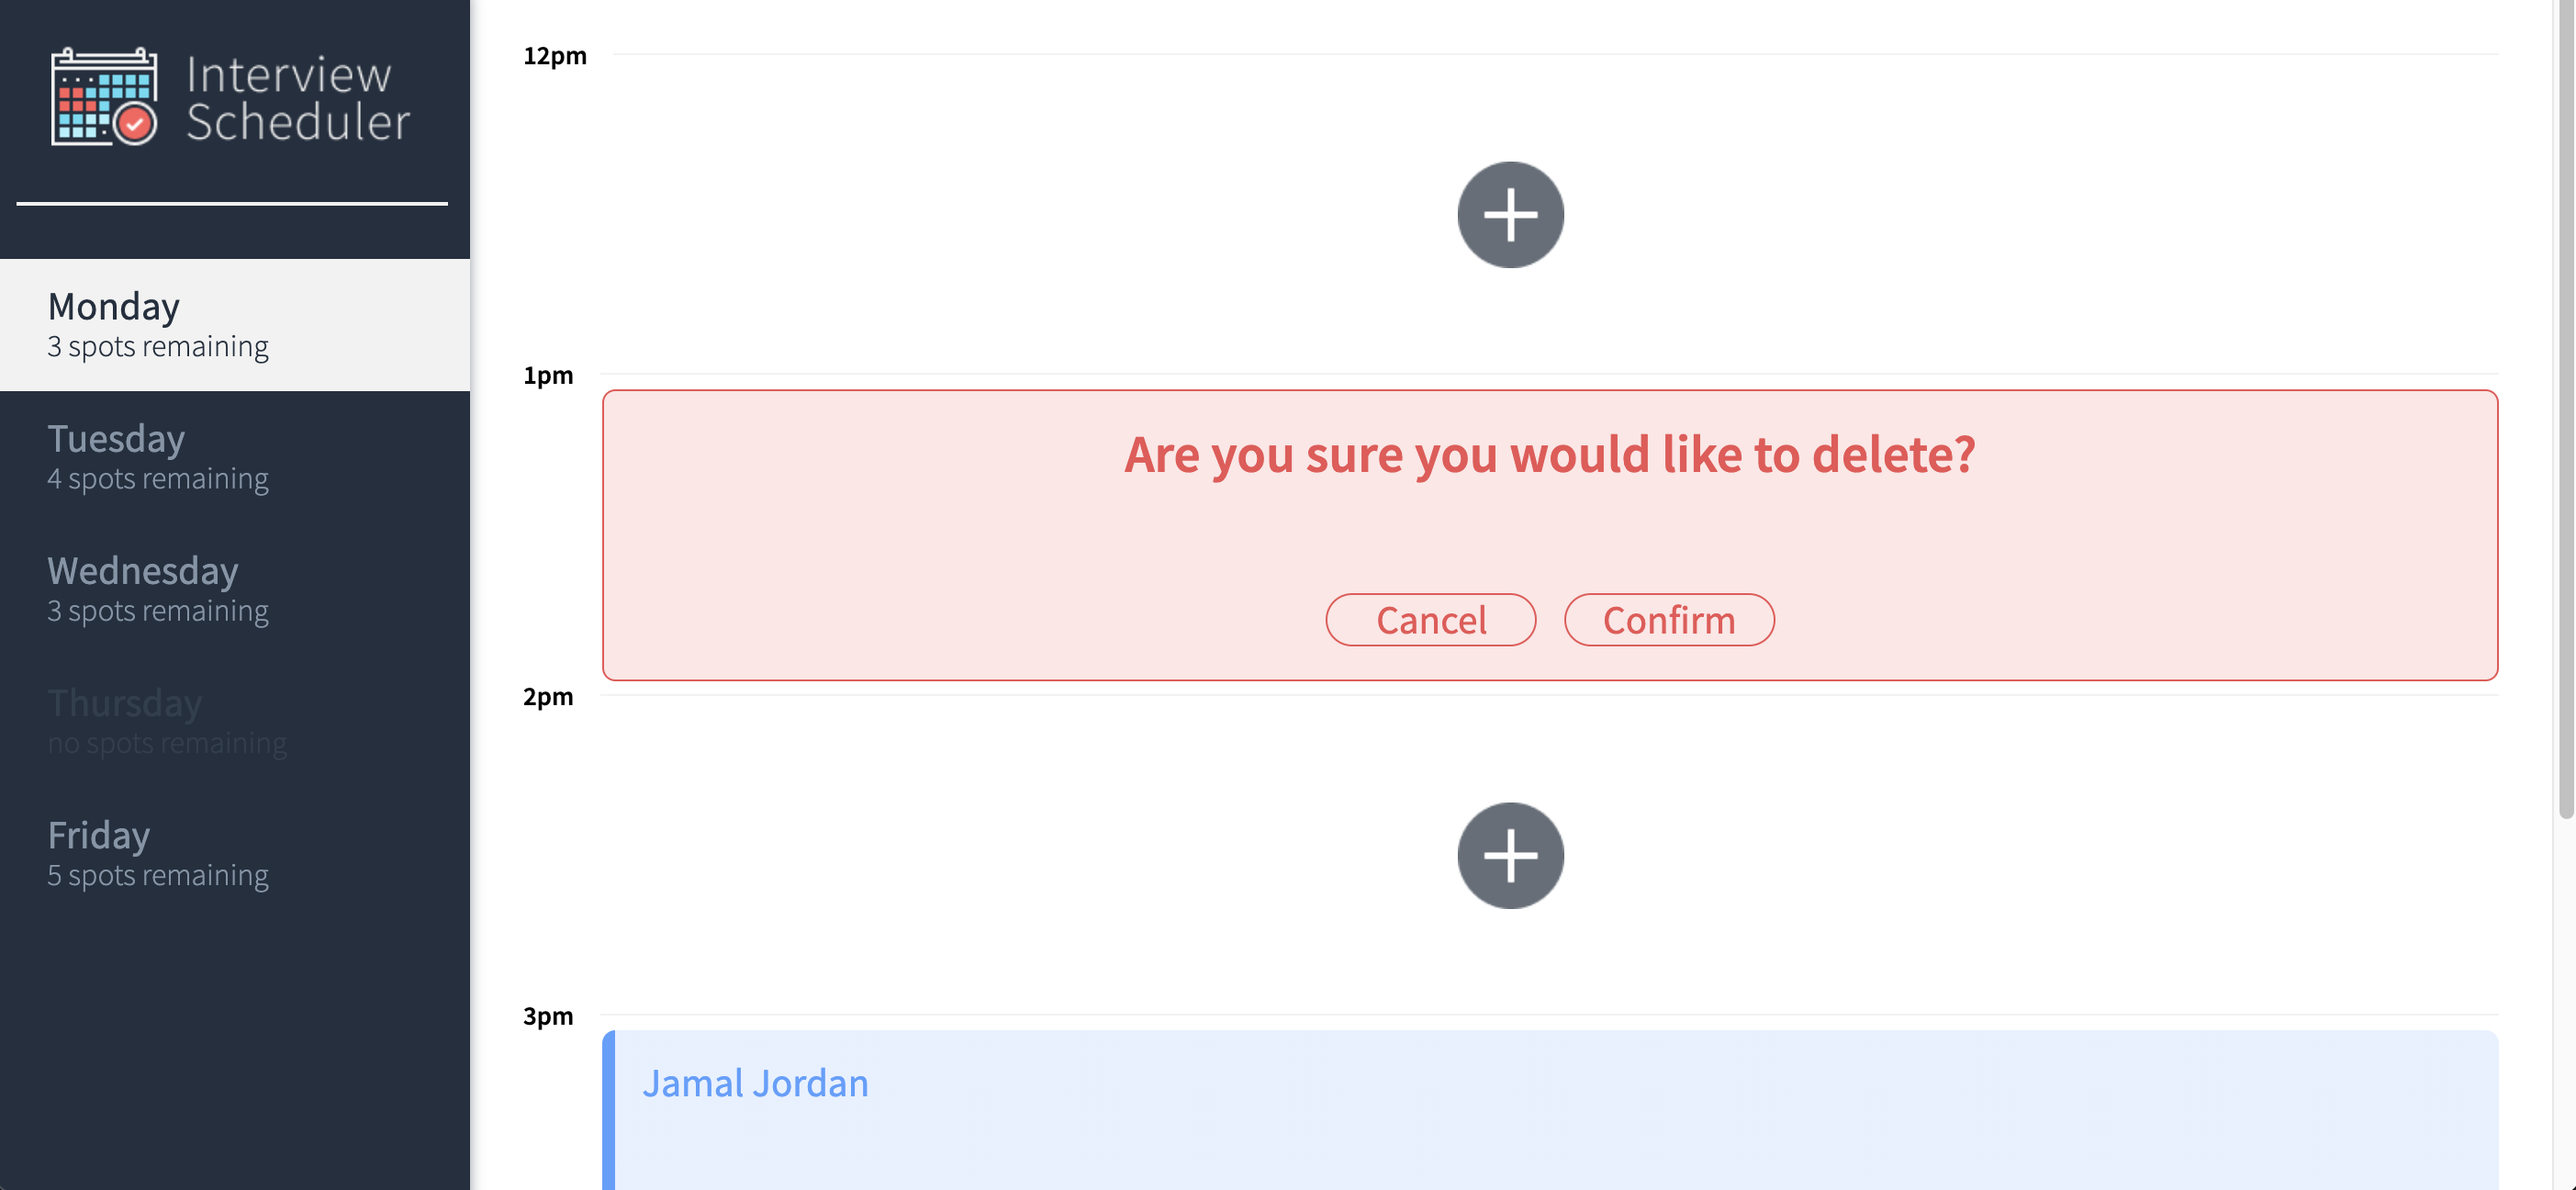 Interview
Scheduler
Monday
3 spots remaining
Tuesday
4 spots remaining
Wednesday
3 spots remaining
Thursday
no spots remaining
Friday
5 spots remaining
12pm
1pm
Are you sure you would like to delete?
Cancel Confirm
2pm
3pm
Jamal Jordan